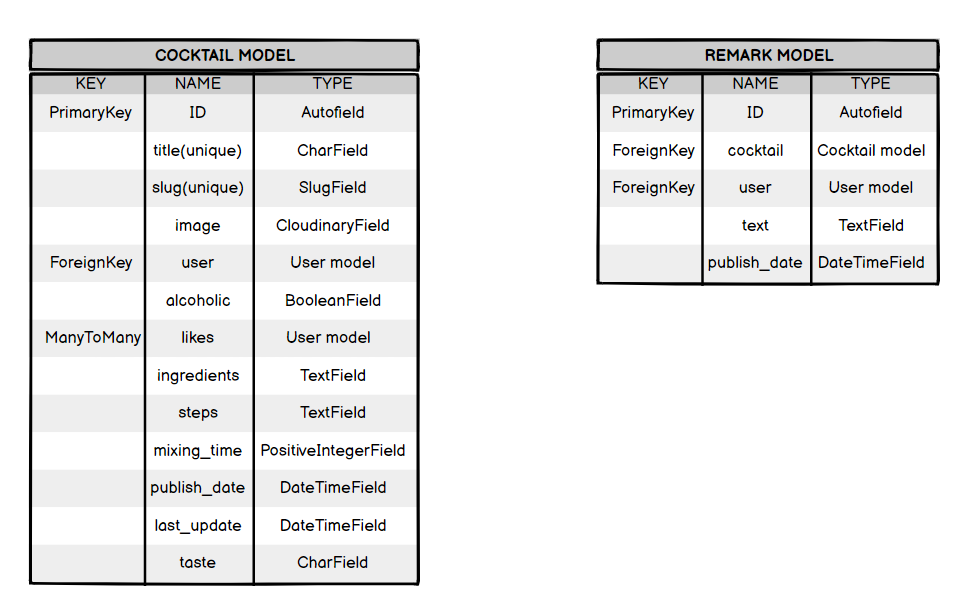 COCKTAIL MODEL
KEY NAME TYPE
PrimaryKey ID Autofield
title(unique) CharField
slug(unique) SlugField
image CloudinaryField
ForeignKey user User model
alcoholic BooleanField
ManyToMany likes User model
ingredients TextField
steps TextField
mixing_time PositiveIntegerField
publish_date DateTimeField
last_update DateTimeField
taste CharField
REMARK MODEL
KEY NAME TYPE
PrimaryKey ID Autofield
ForeignKey cocktail Cocktail model
ForeignKey user User model
text TextField
publish_date DateTimeField